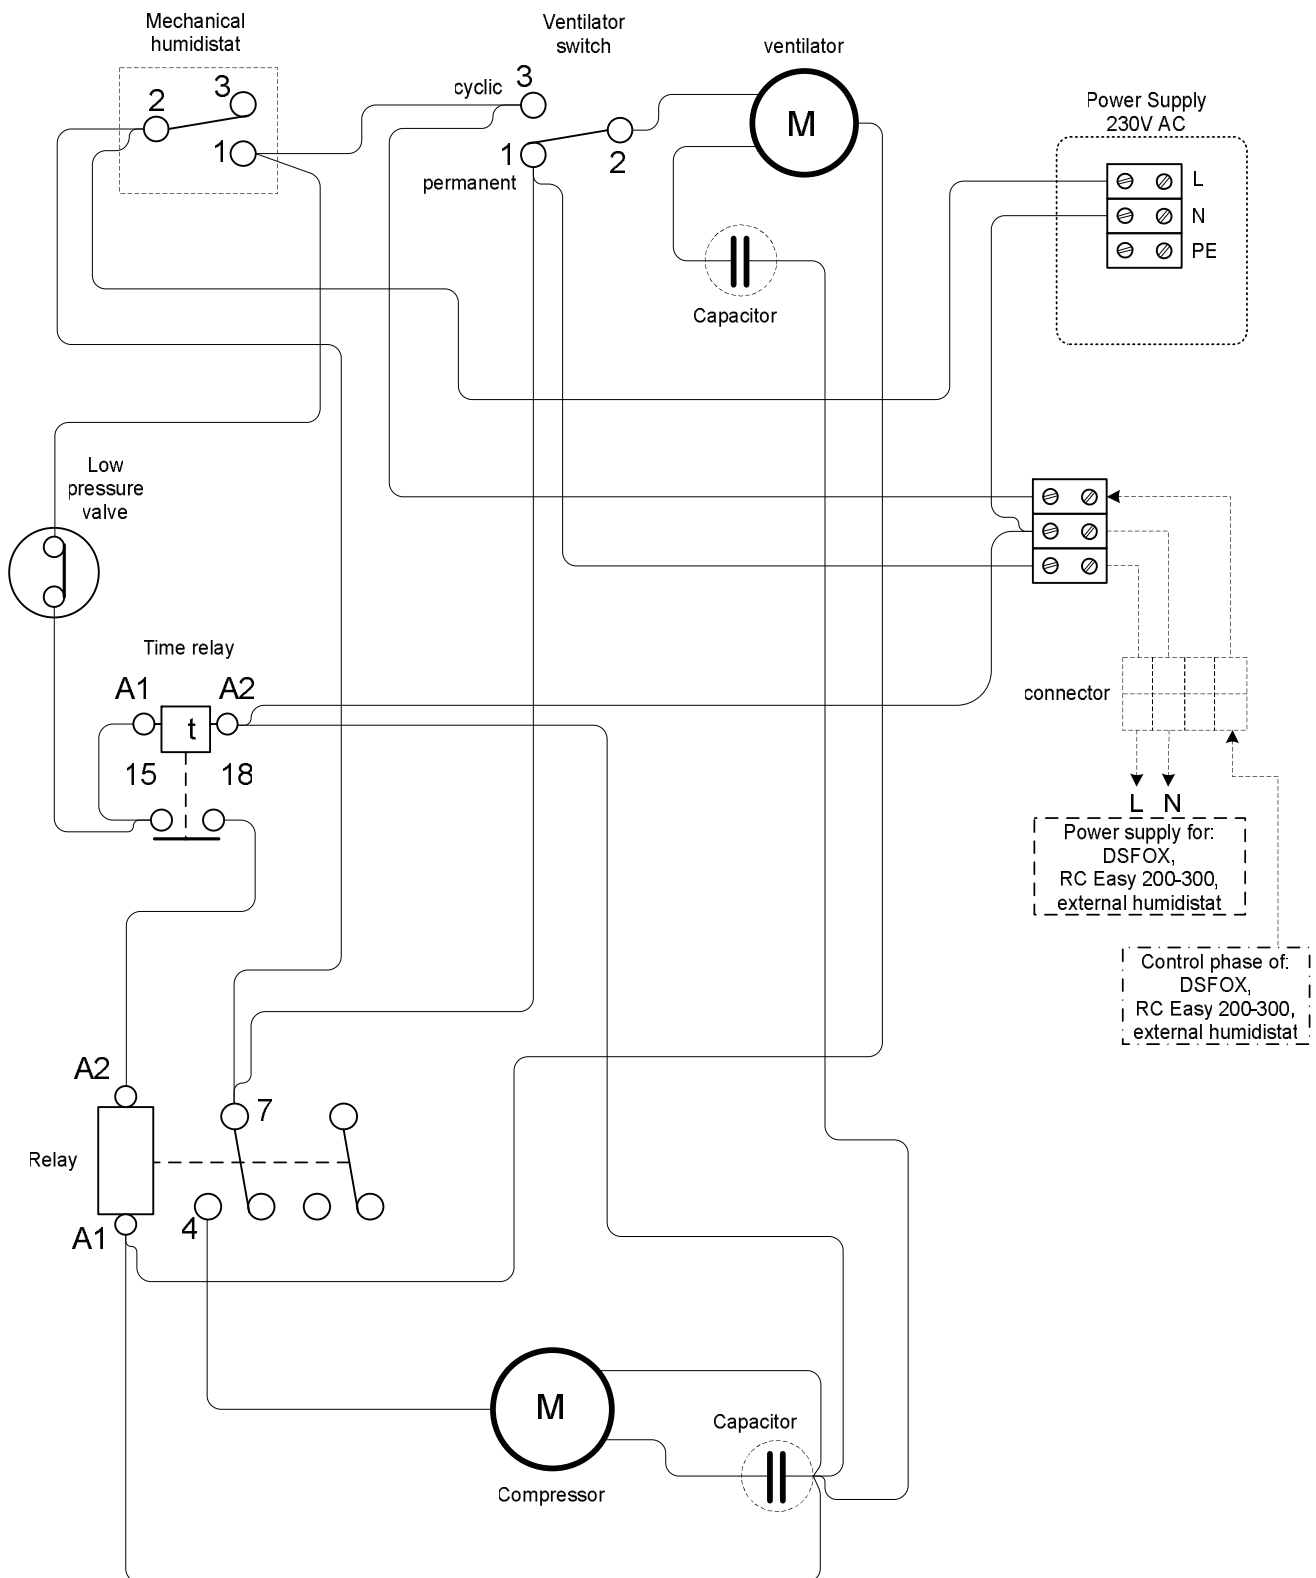 Mechanical
humidistat
3
2
1
Ventilator
switch
cyclic
3
1
2
permanent
ventilator
M
Capacitor
Power Supply
230V AC
L
N
PE
Low
pressure
valve
Time relay
A1
A2
t
15
18
connector
L N
Power supply for:
DSFOX,
RC Easy 200-300,
external humidistat
Control phase of:
DSFOX,
RC Easy 200-300,
external humidistat
A2
7
Relay
4
A1
M
Compressor
Capacitor